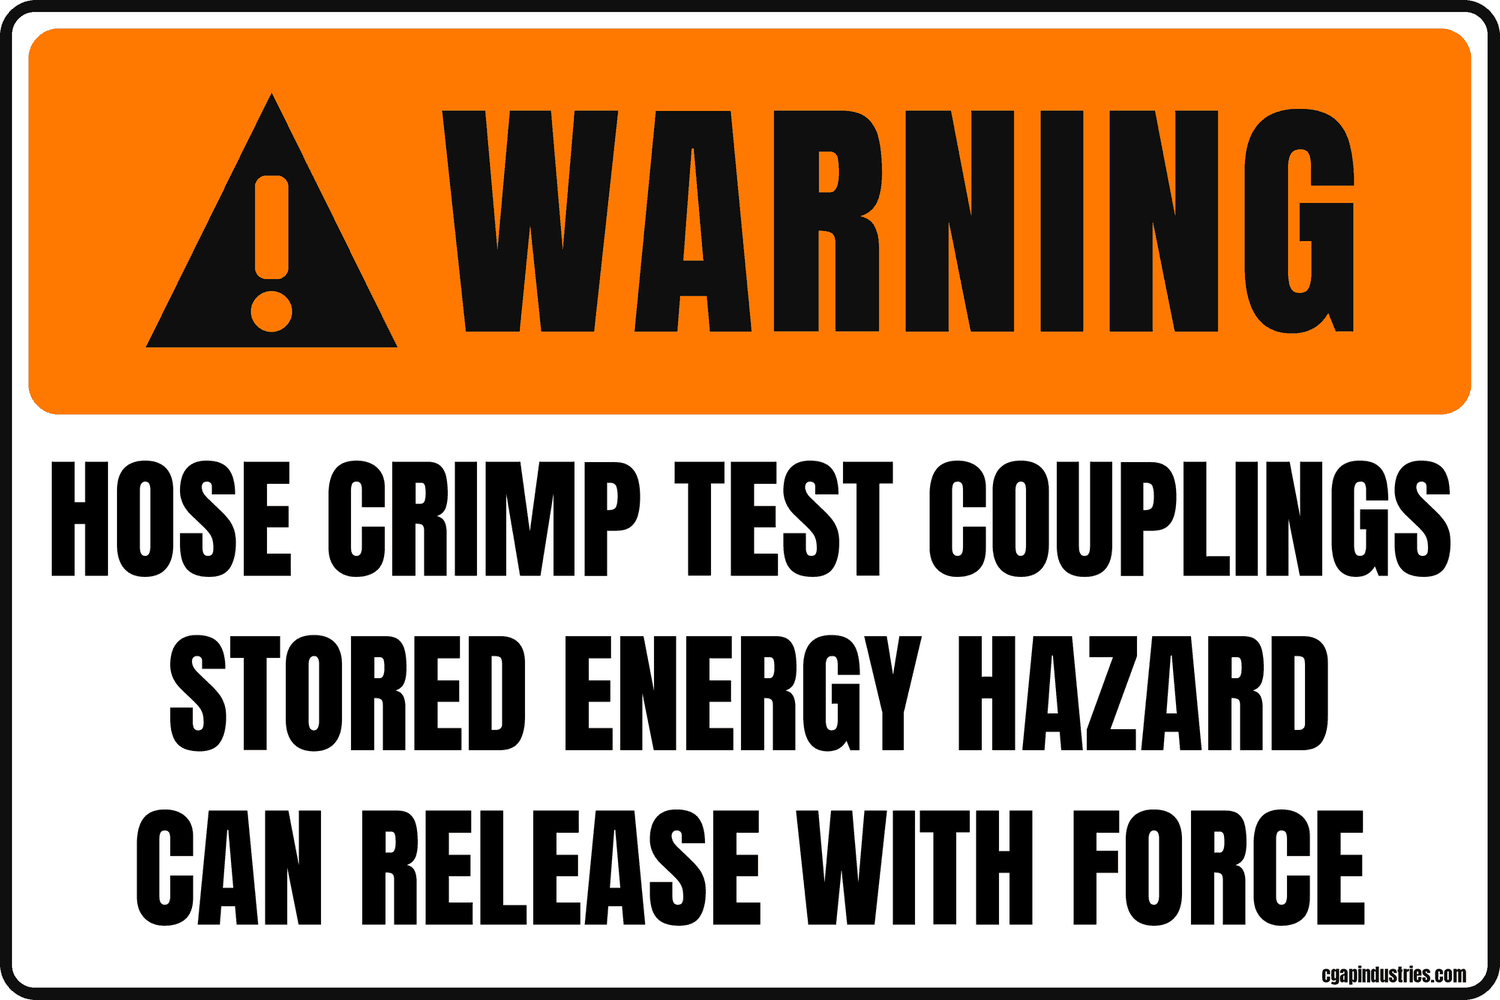 WARNING
HOSE CRIMP TEST COUPLINGS
STORED ENERGY HAZARD
CAN RELEASE WITH FORCE
cgapindustries.com